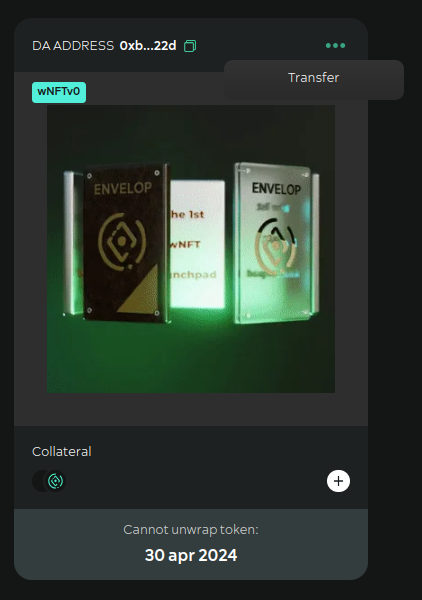 DA ADDRESS 0xb...22d
Transfer
wNFTv0
ENVELOP
he 1st
wNFT
nchpad
ENVELOP
Collateral
Cannot unwrap token:
30 apr 2024